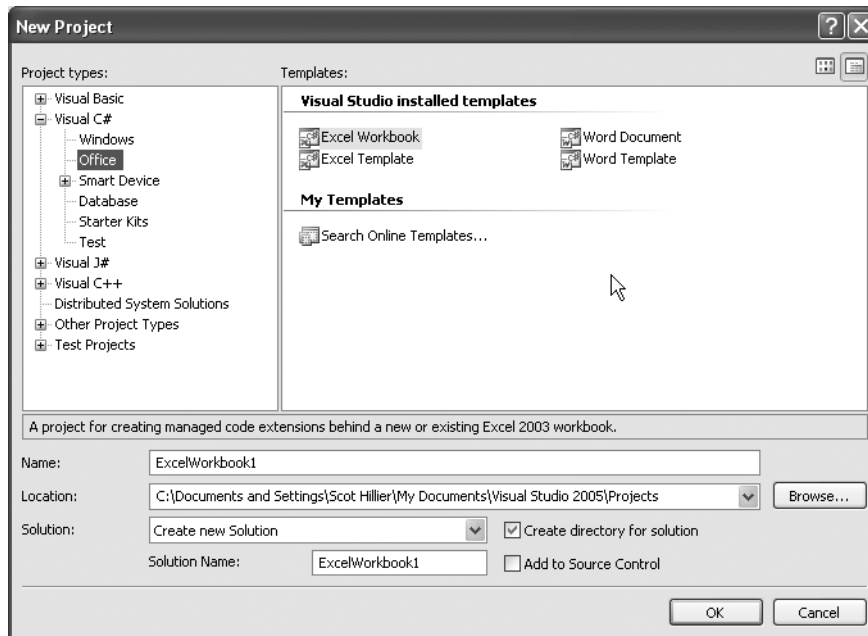 New Project
Project types:
Templates:
Visual Basic
Visual C#
Windows
Office
Smart Device
Database
Starter Kits
Test
Visual J#
Visual C++
Distributed System Solutions
Other Project Types
Test Projects
Visual Studio installed templates
Excel Workbook
Word Document
Excel Template
Word Template
My Templates
Search Online Templates...
A project for creating managed code extensions behind a new or existing Excel 2003 workbook.
Name:
ExcelWorkbook1
Location:
C:\Documents and Settings\Scot Hillier\My Documents\Visual Studio 2005\Projects
Browse...
Solution:
Create new Solution
Create directory for solution
Solution Name:
ExcelWorkbook1
Add to Source Control
OK
Cancel